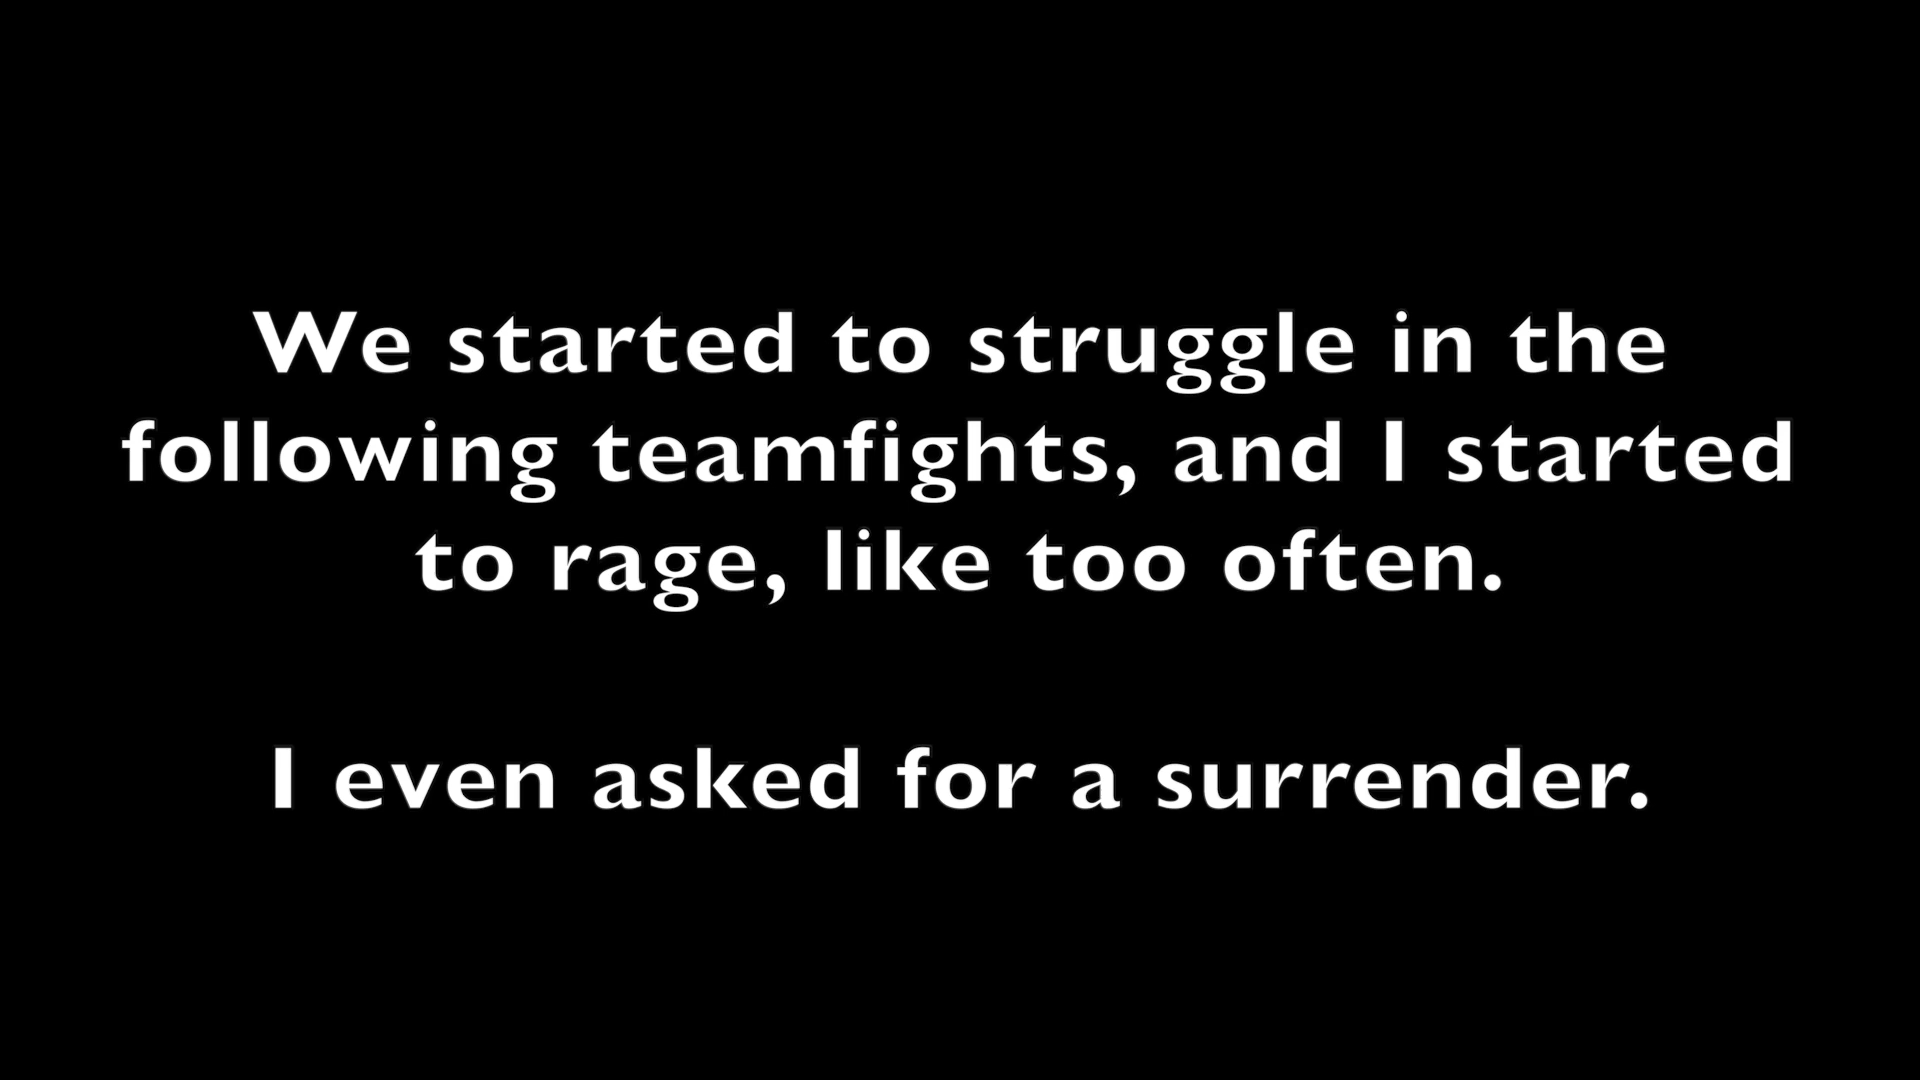 We started to struggle in the
following teamfights, and I started
to rage, like too often.
I even asked for a surrender.